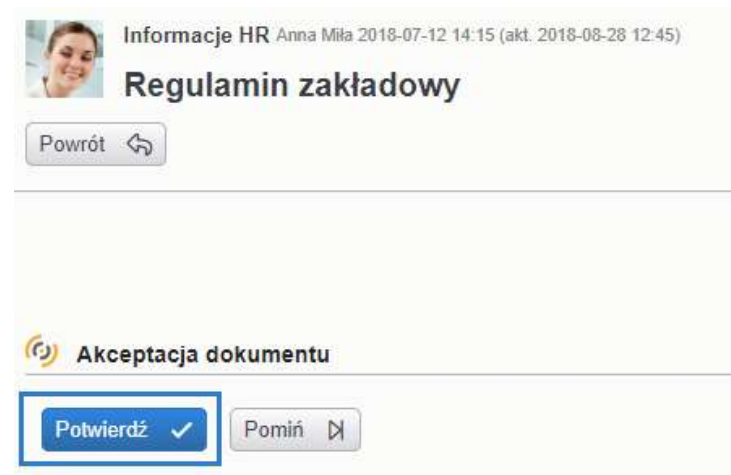 Informacje HR Anna Miła 2018-07-12 14:15 (akt. 2018-08-28 12:45)
Regulamin zakładowy
Powrót
Akceptacja dokumentu
Potwierdź Pomiń